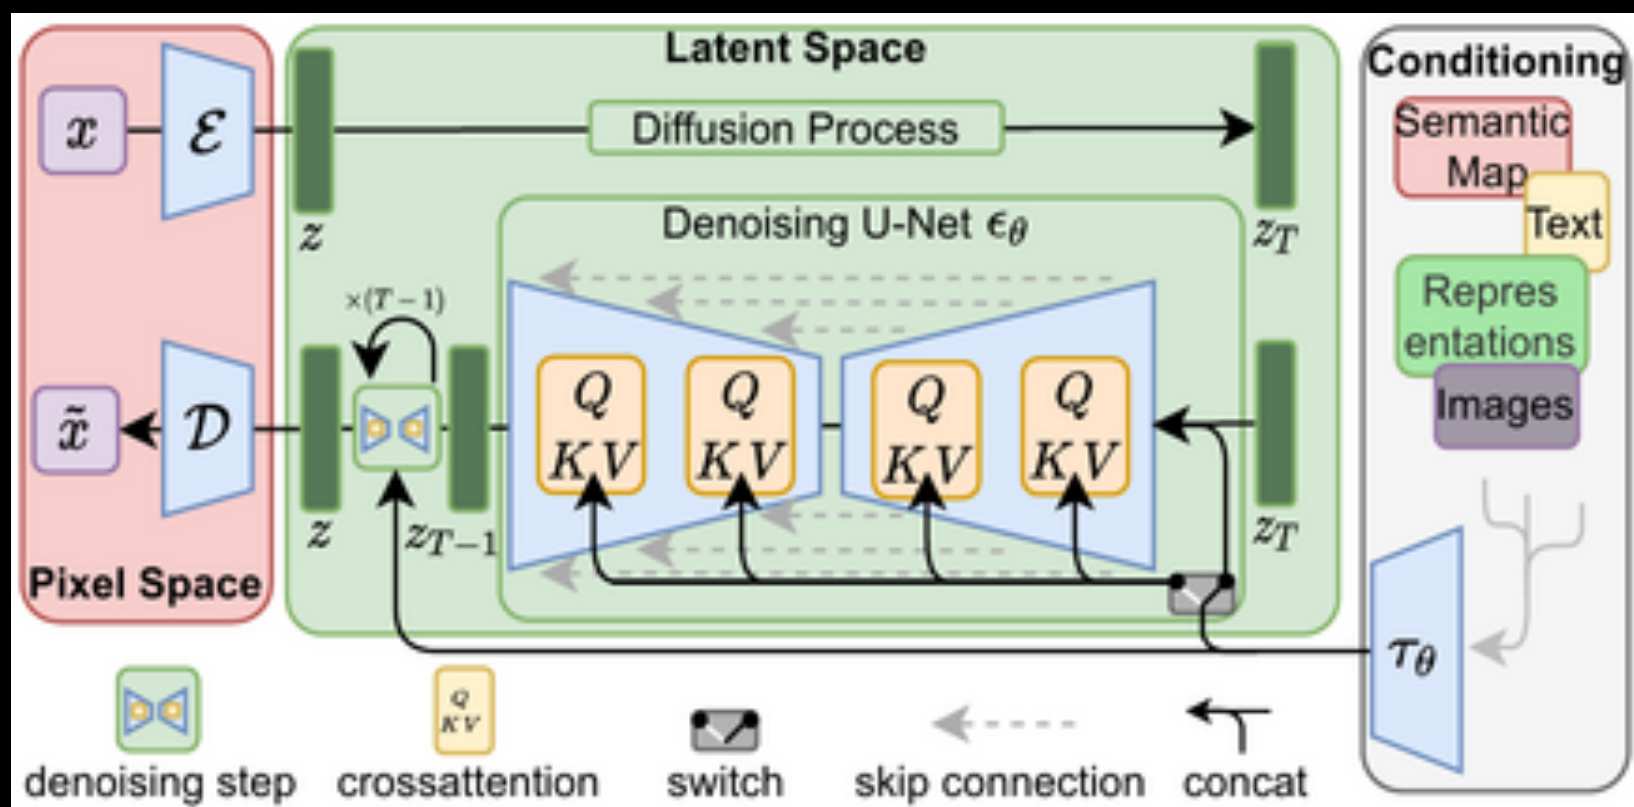 Latent Space
Conditioning
x
ℰ
Diffusion Process
Semantic
Map
z
Denoising U-Net ϵ_θ
z_T
Text
×(T−1)
Repres
entations
Images
Q
KV
Q
KV
Q
KV
Q
KV
x̃
𝒟
z
z_{T−1}
z_T
Pixel Space
τ_θ
Q
KV
denoising step
crossattention
switch
skip connection
concat